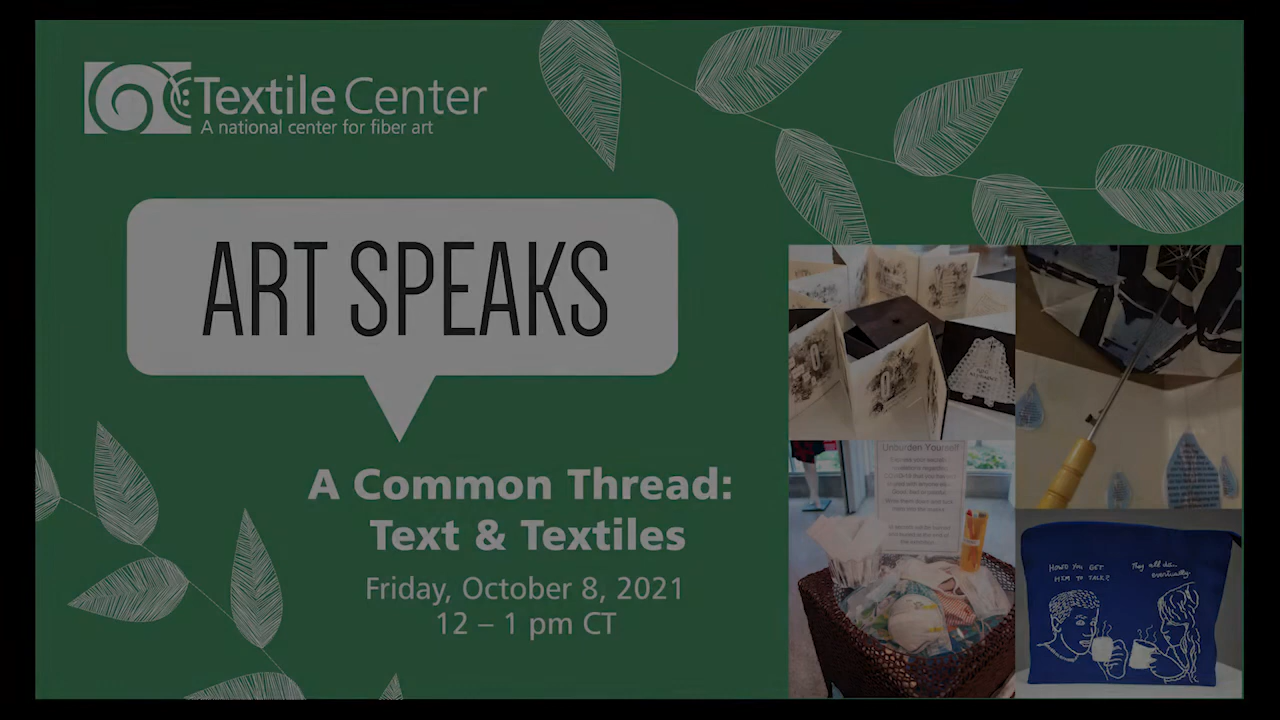 Textile Center
A national center for fiber art
ART SPEAKS
A Common Thread:
Text & Textiles
Friday, October 8, 2021
12 – 1 pm CT
Unburden Yourself
HOW'D YOU GET
HIM TO TALK?
They all do...
eventually.